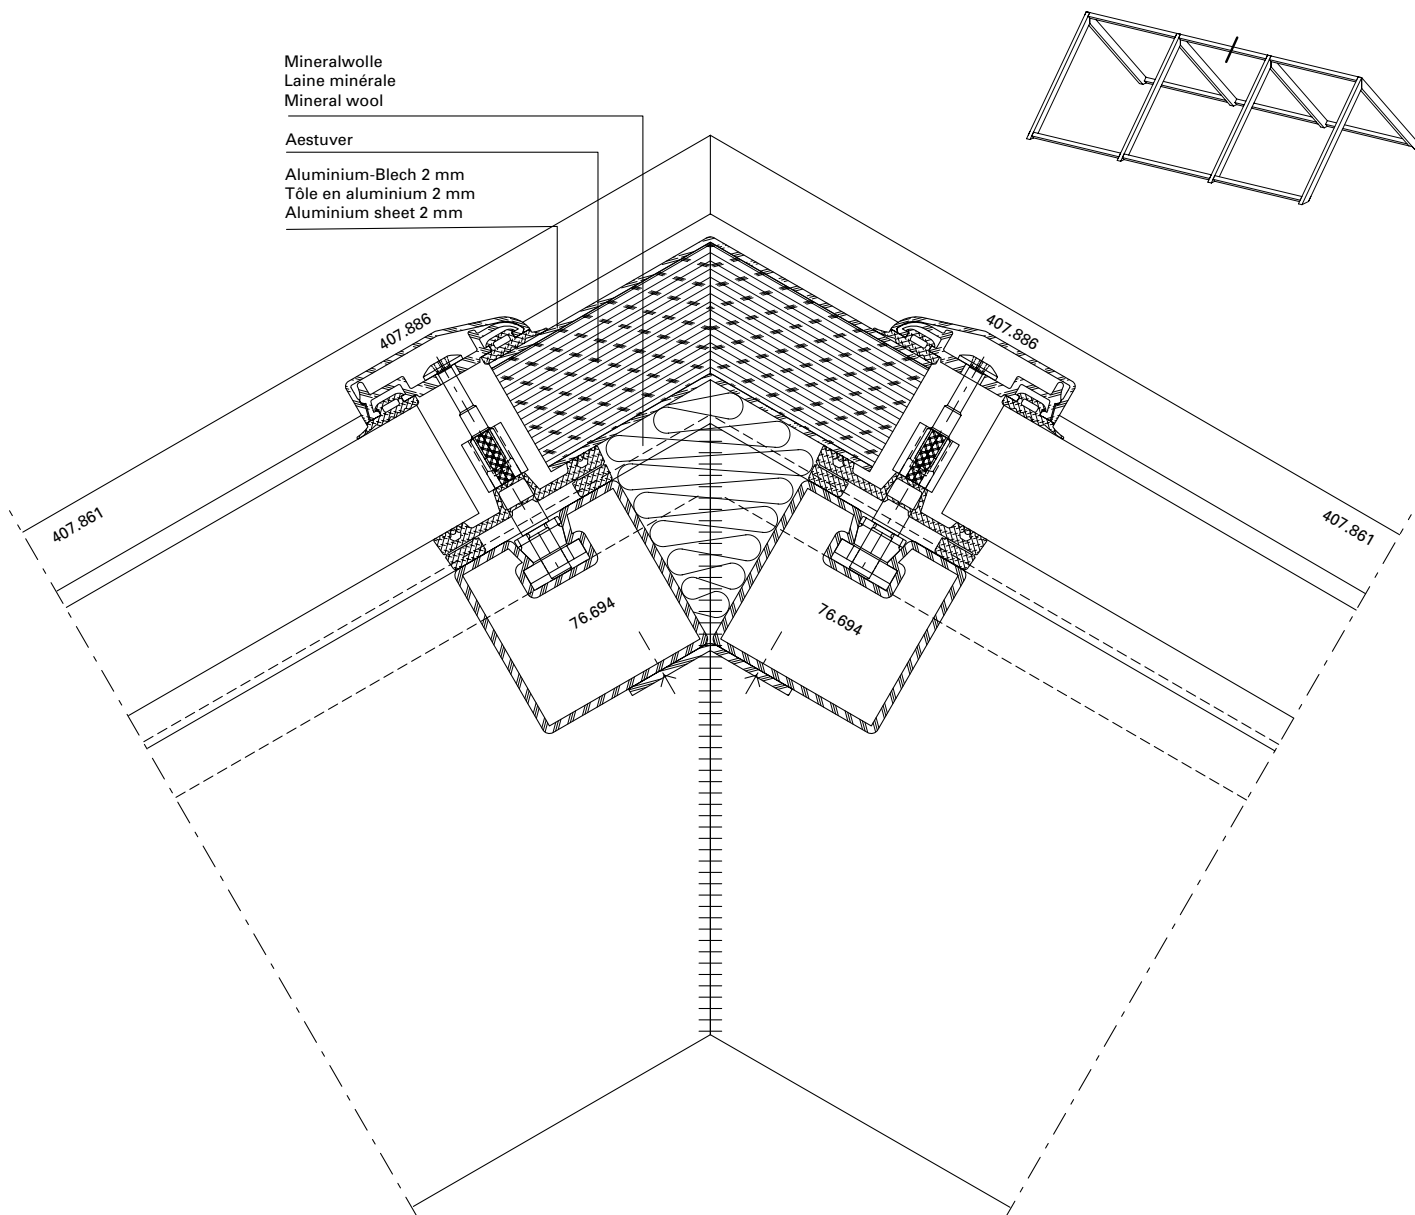 Mineralwolle
Laine minérale
Mineral wool
Aestuver
Aluminium-Blech 2 mm
Tôle en aluminium 2 mm
Aluminium sheet 2 mm
407.886
407.886
407.861
407.861
76.694
76.694